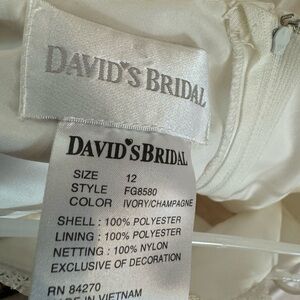 DAVID'S BRIDAL
DAVID'S BRIDAL
SIZE 12
STYLE FG8580
COLOR IVORY/CHAMPAGNE
SHELL : 100% POLYESTER
LINING : 100% POLYESTER
NETTING : 100% NYLON
EXCLUSIVE OF DECORATION
RN 84270
MADE IN VIETNAM